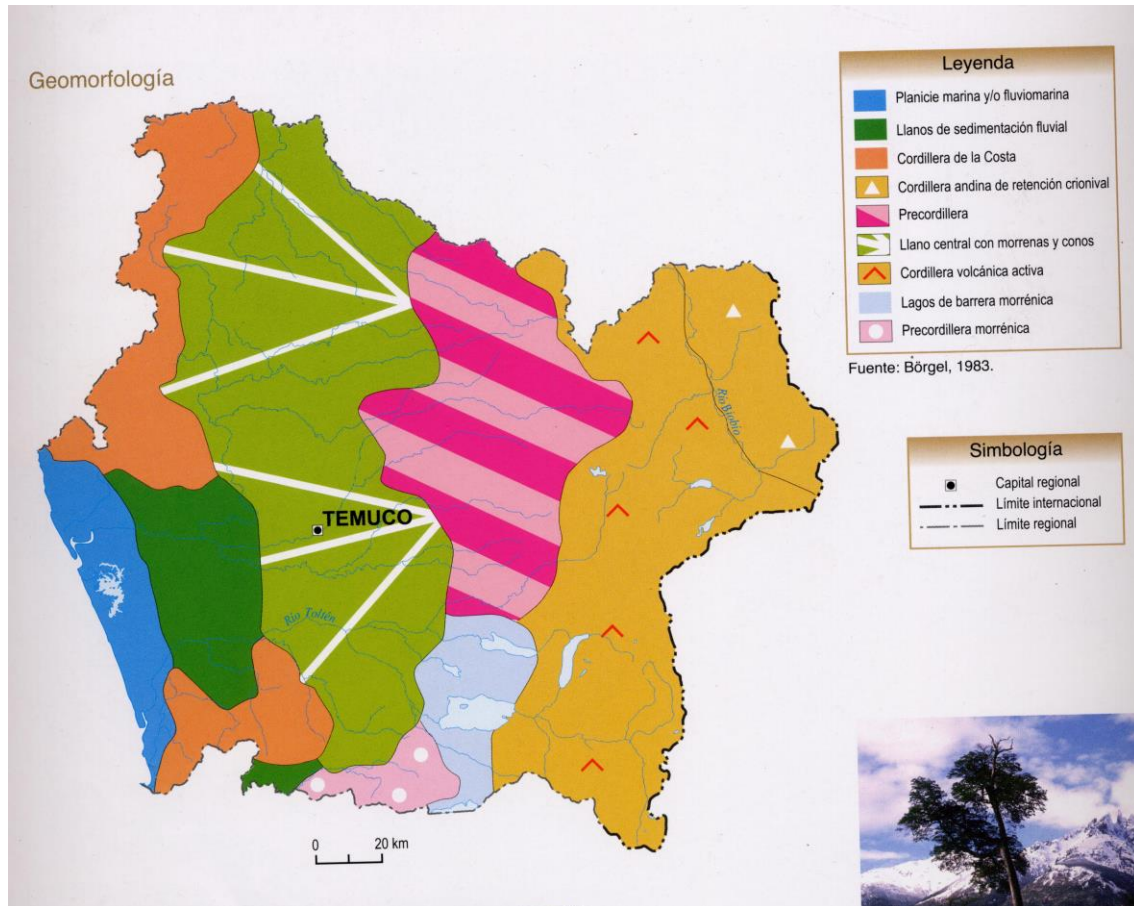 Geomorfología
Leyenda
Planicie marina y/o fluviomarina
Llanos de sedimentación fluvial
Cordillera de la Costa
Cordillera andina de retención crionival
Precordillera
Llano central con morrenas y conos
Cordillera volcánica activa
Lagos de barrera morrénica
Precordillera morrénica
Fuente: Börgel, 1983.
Río Biobío
Simbología
Capital regional
Límite internacional
Límite regional
TEMUCO
Río Toltén
0 20 km